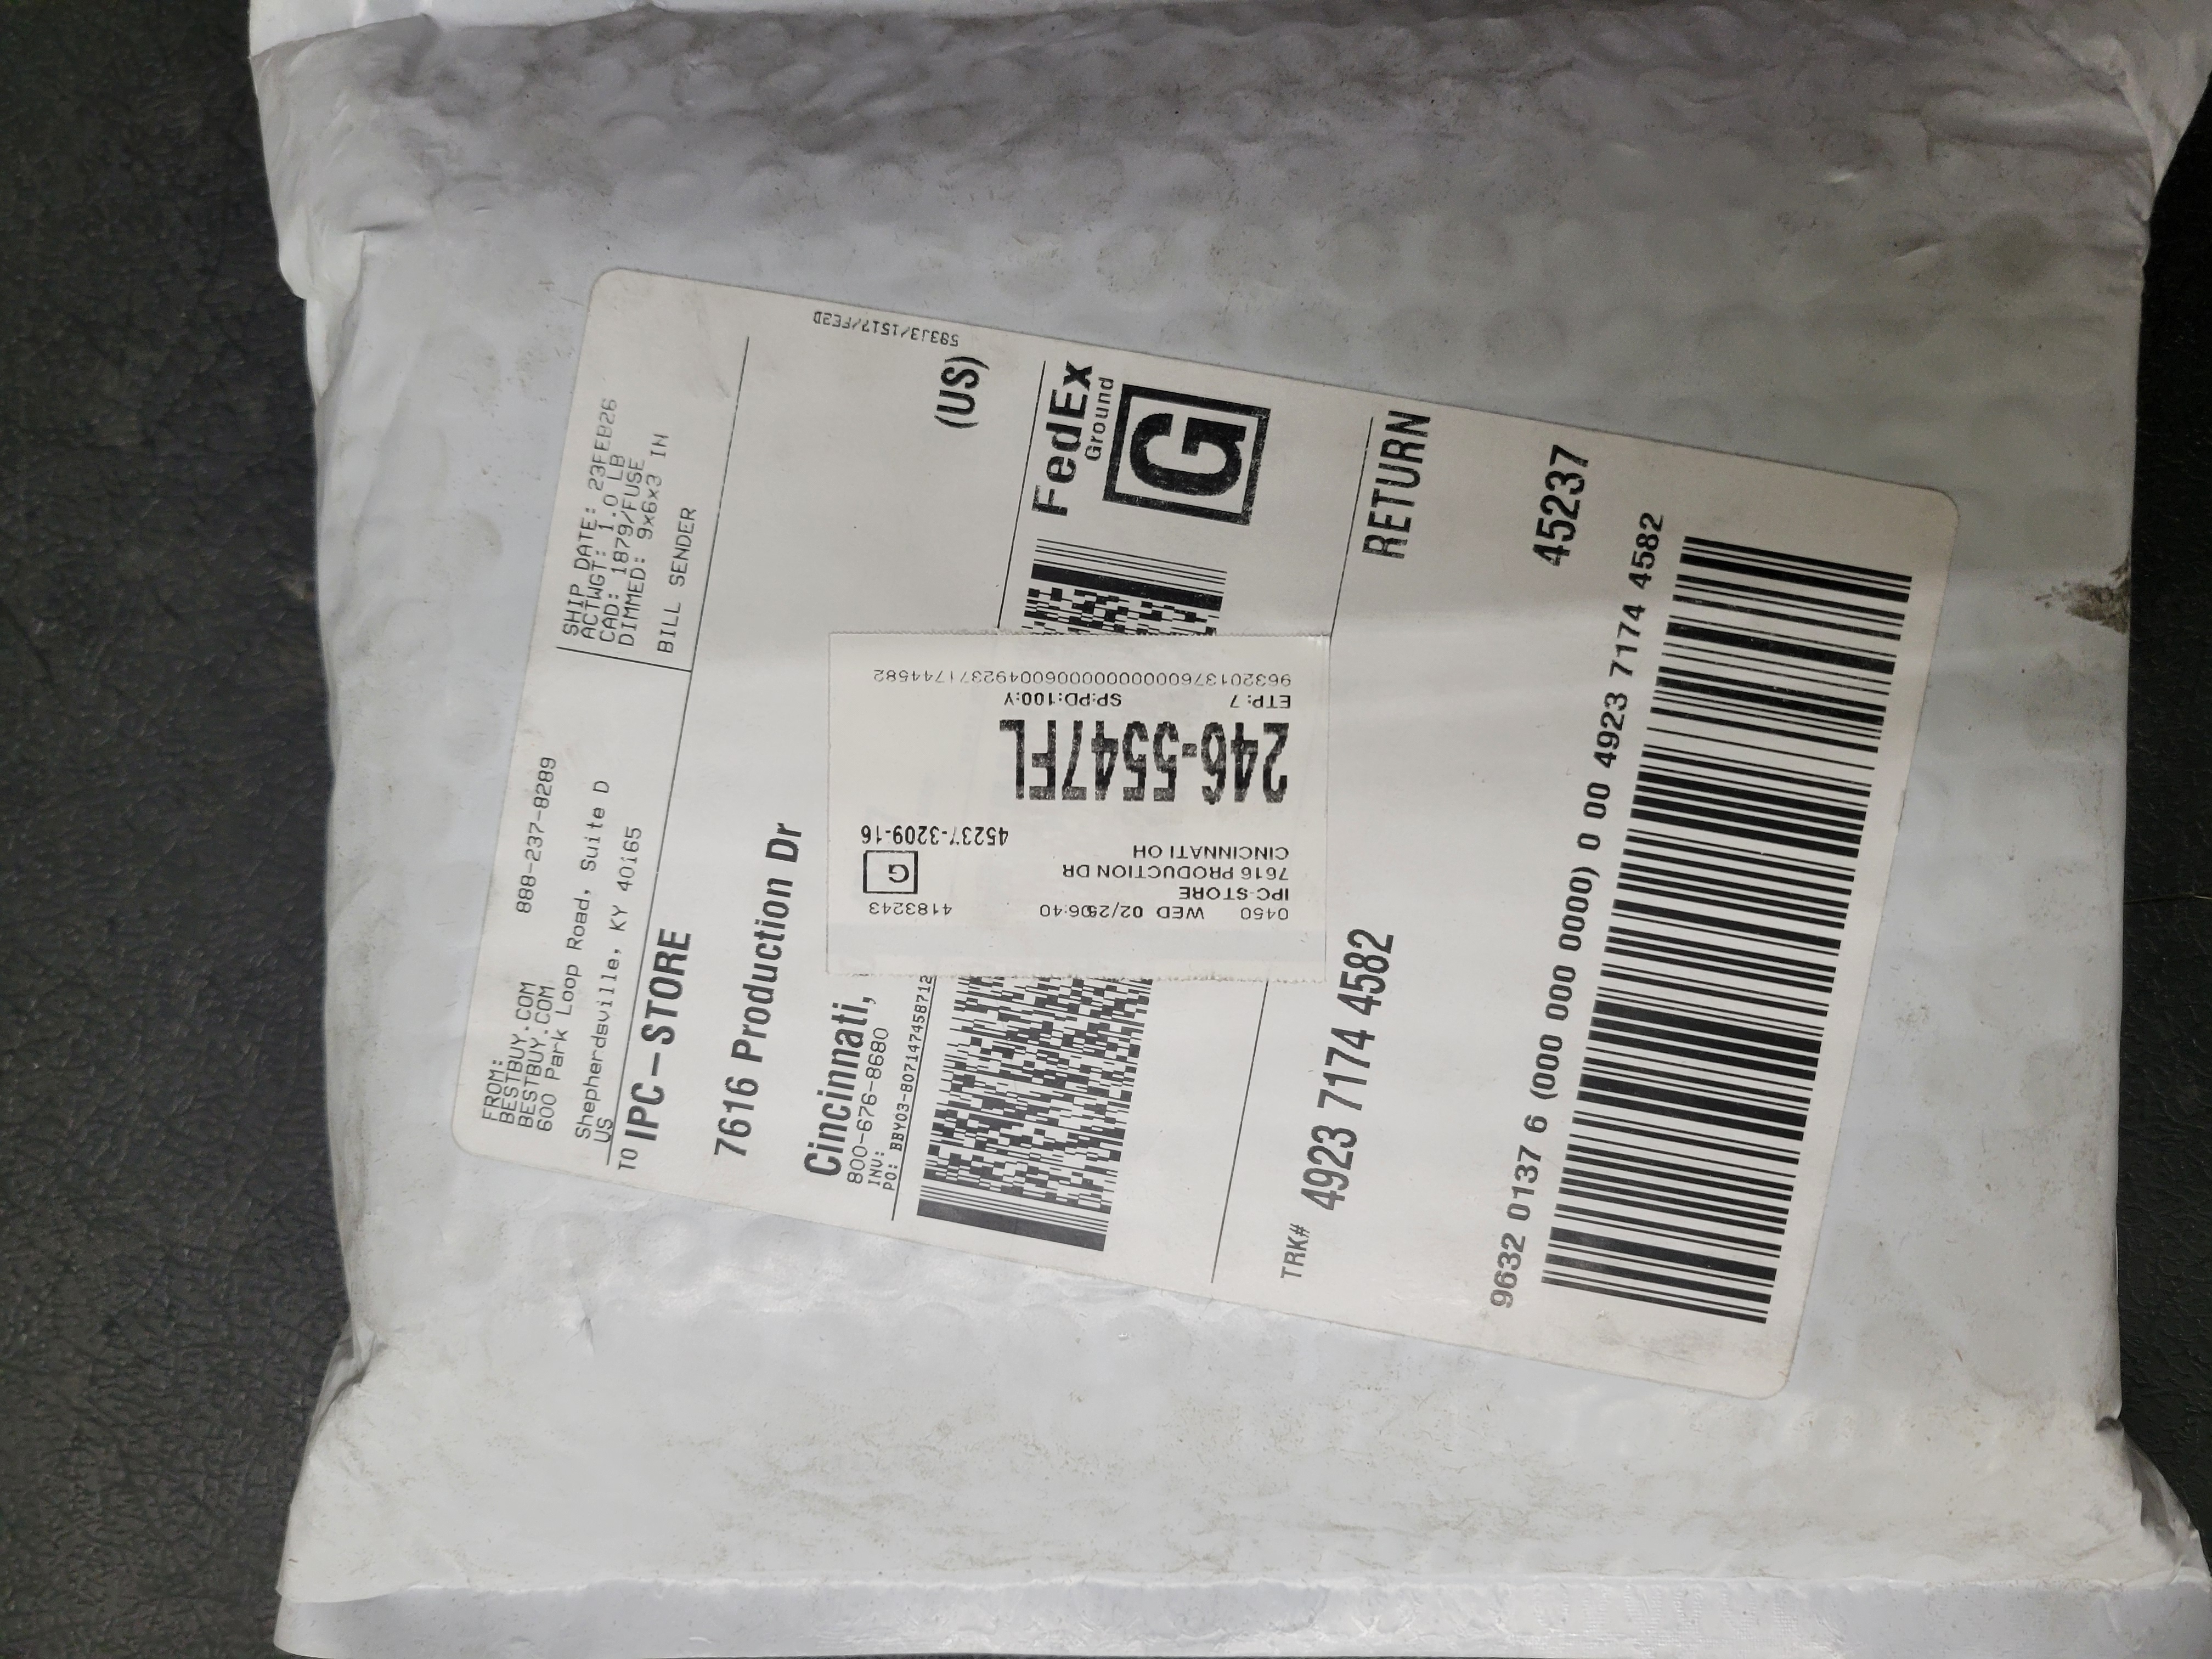 FROM:
BESTBUY.COM 888-237-8289
BESTBUY.COM
600 Park Loop Road, Suite D
Shepherdsville, KY 40165
US
SHIP DATE: 23FEB26
ACTWGT: 1.0 LB
CAD: 1879/FUSE
DIMMED: 9x6x3 IN
BILL SENDER
TO IPC-STORE
7616 Production Dr
Cincinnati,
(US)
800-676-8680
INV:
PO: BBY03-807147458712
583J3/1517/FE2D
FedEx
Ground
G
0450 WED 02/25 06:40 4183243
IPC-STORE
7616 PRODUCTION DR
CINCINNATI OH
G
45237-3209-16
246-5547FL
ETP:7 SP:PD:100:Y
9632013760000000000600492371744582
RETURN
TRK# 4923 7174 4582
45237
9632 0137 6 (000 000 0000) 0 00 4923 7174 4582